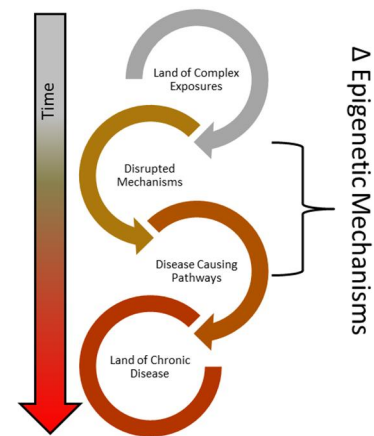 Time
Land of Complex
Exposures
Disrupted
Mechanisms
Disease Causing
Pathways
Land of Chronic
Disease
Δ Epigenetic Mechanisms